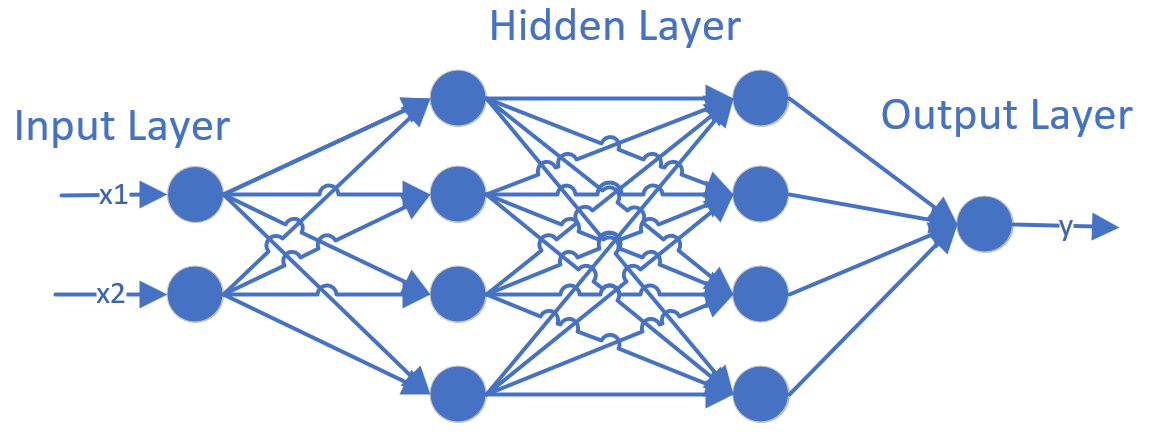 Hidden Layer
Input Layer
Output Layer
x1
x2
y